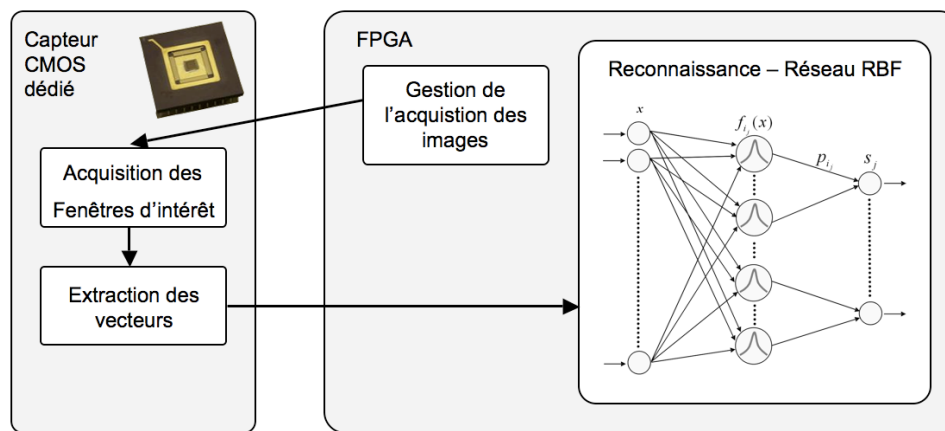 Capteur
CMOS
dédié
Acquisition des
Fenêtres d'intérêt
Extraction des
vecteurs
FPGA
Gestion de
l'acquistion des
images
Reconnaissance – Réseau RBF
x
f_{i_j}(x)
p_{i_j}
s_j